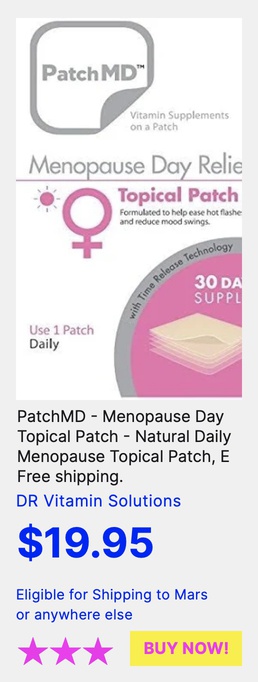 PatchMD™
Vitamin Supplements
on a Patch
Menopause Day Relie
Topical Patch
Formulated to help ease hot flashe
and reduce mood swings.
with Time Release Technology
30 DA
SUPPL
Use 1 Patch
Daily
PatchMD - Menopause Day
Topical Patch - Natural Daily
Menopause Topical Patch, E
Free shipping.
DR Vitamin Solutions
$19.95
Eligible for Shipping to Mars
or anywhere else
BUY NOW!